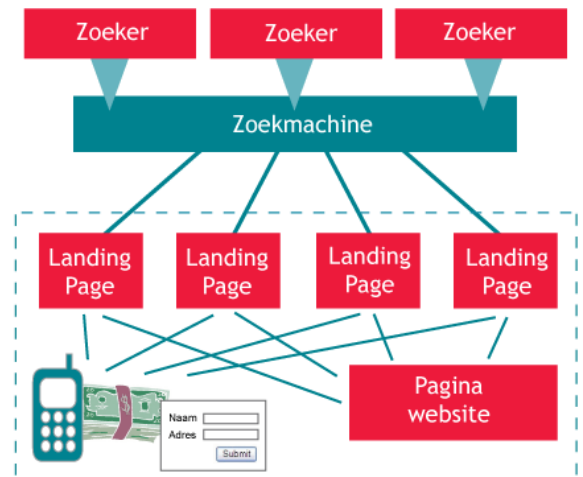 Zoeker
Zoeker
Zoeker
Zoekmachine
Landing
Page
Landing
Page
Landing
Page
Landing
Page
Pagina
website
Naam
Adres
Submit